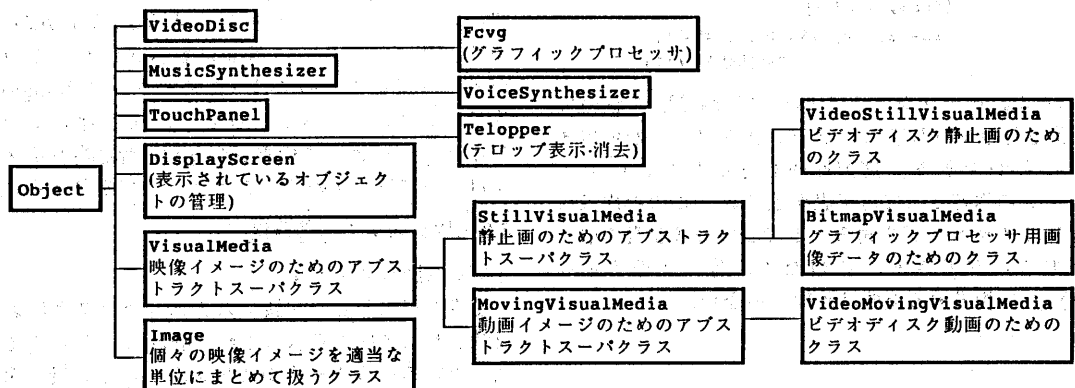 VideoDisc
Fcvg
(グラフィックプロセッサ)
MusicSynthesizer
VoiceSynthesizer
TouchPanel
Telopper
(テロップ表示・消去)
VideoStillVisualMedia
ビデオディスク静止画のため
のクラス
Object
DisplayScreen
(表示されているオブジェク
トの管理)
VisualMedia
映像イメージのためのアブス
トラクトスーパクラス
StillVisualMedia
静止画のためのアブストラク
トスーパクラス
BitmapVisualMedia
グラフィックプロセッサ用画
像データのためのクラス
MovingVisualMedia
動画イメージのためのアブス
トラクトスーパクラス
VideoMovingVisualMedia
ビデオディスク動画のための
クラス
Image
個々の映像イメージを適当な
単位にまとめて扱うクラス